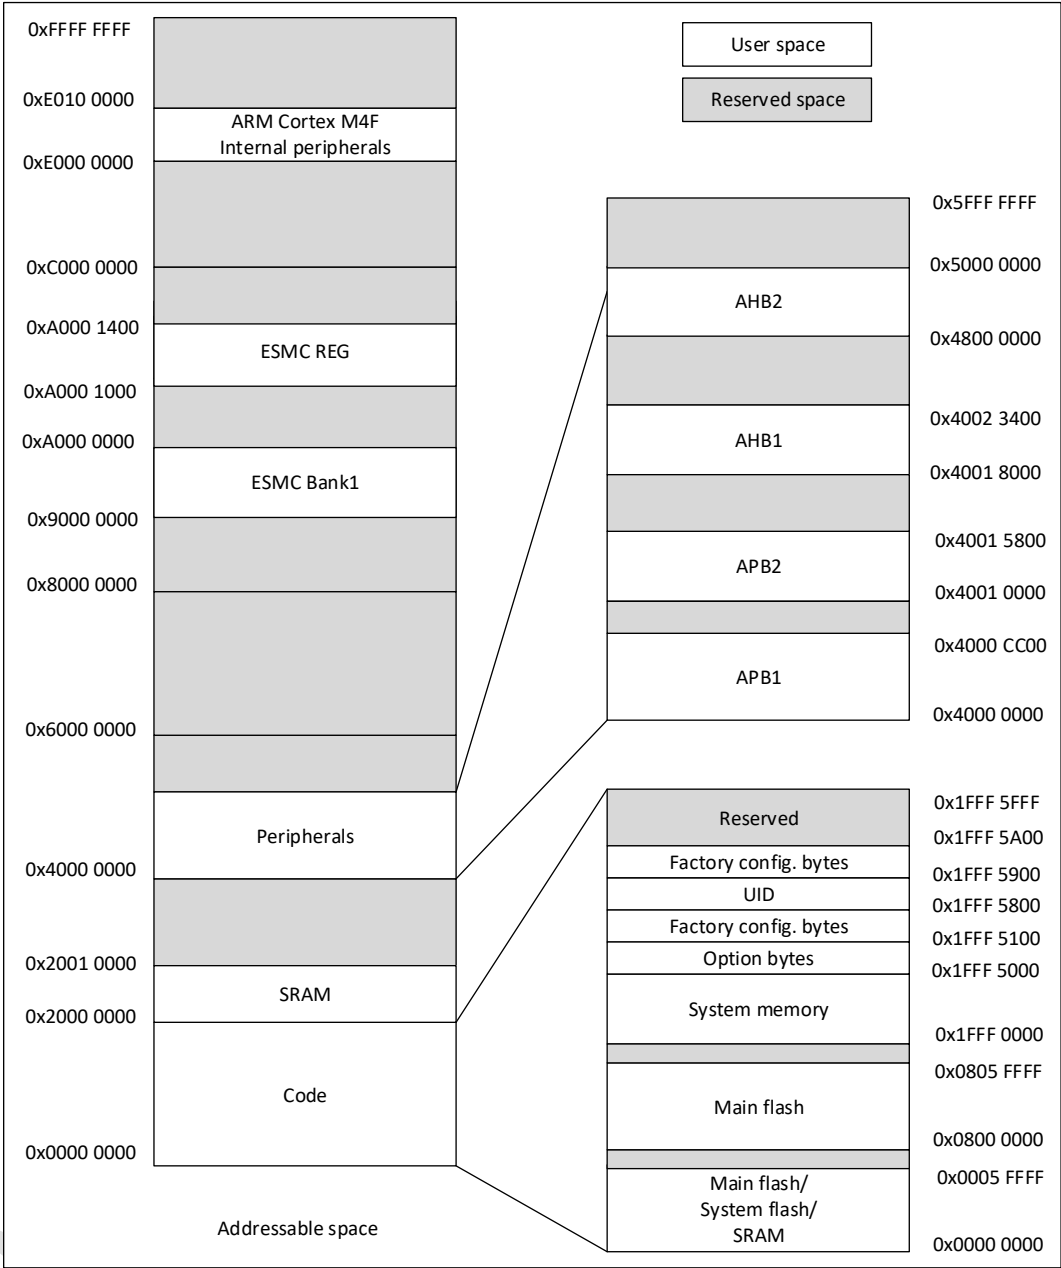 0xFFFF FFFF
0xE010 0000
ARM Cortex M4F
Internal peripherals
0xE000 0000
0xC000 0000
0xA000 1400
ESMC REG
0xA000 1000
0xA000 0000
ESMC Bank1
0x9000 0000
0x8000 0000
0x6000 0000
Peripherals
0x4000 0000
0x2001 0000
SRAM
0x2000 0000
Code
0x0000 0000
Addressable space
User space
Reserved space
0x5FFF FFFF
0x5000 0000
AHB2
0x4800 0000
0x4002 3400
AHB1
0x4001 8000
0x4001 5800
APB2
0x4001 0000
0x4000 CC00
APB1
0x4000 0000
0x1FFF 5FFF
Reserved
0x1FFF 5A00
Factory config. bytes
0x1FFF 5900
UID
0x1FFF 5800
Factory config. bytes
0x1FFF 5100
Option bytes
0x1FFF 5000
System memory
0x1FFF 0000
0x0805 FFFF
Main flash
0x0800 0000
0x0005 FFFF
Main flash/
System flash/
SRAM
0x0000 0000